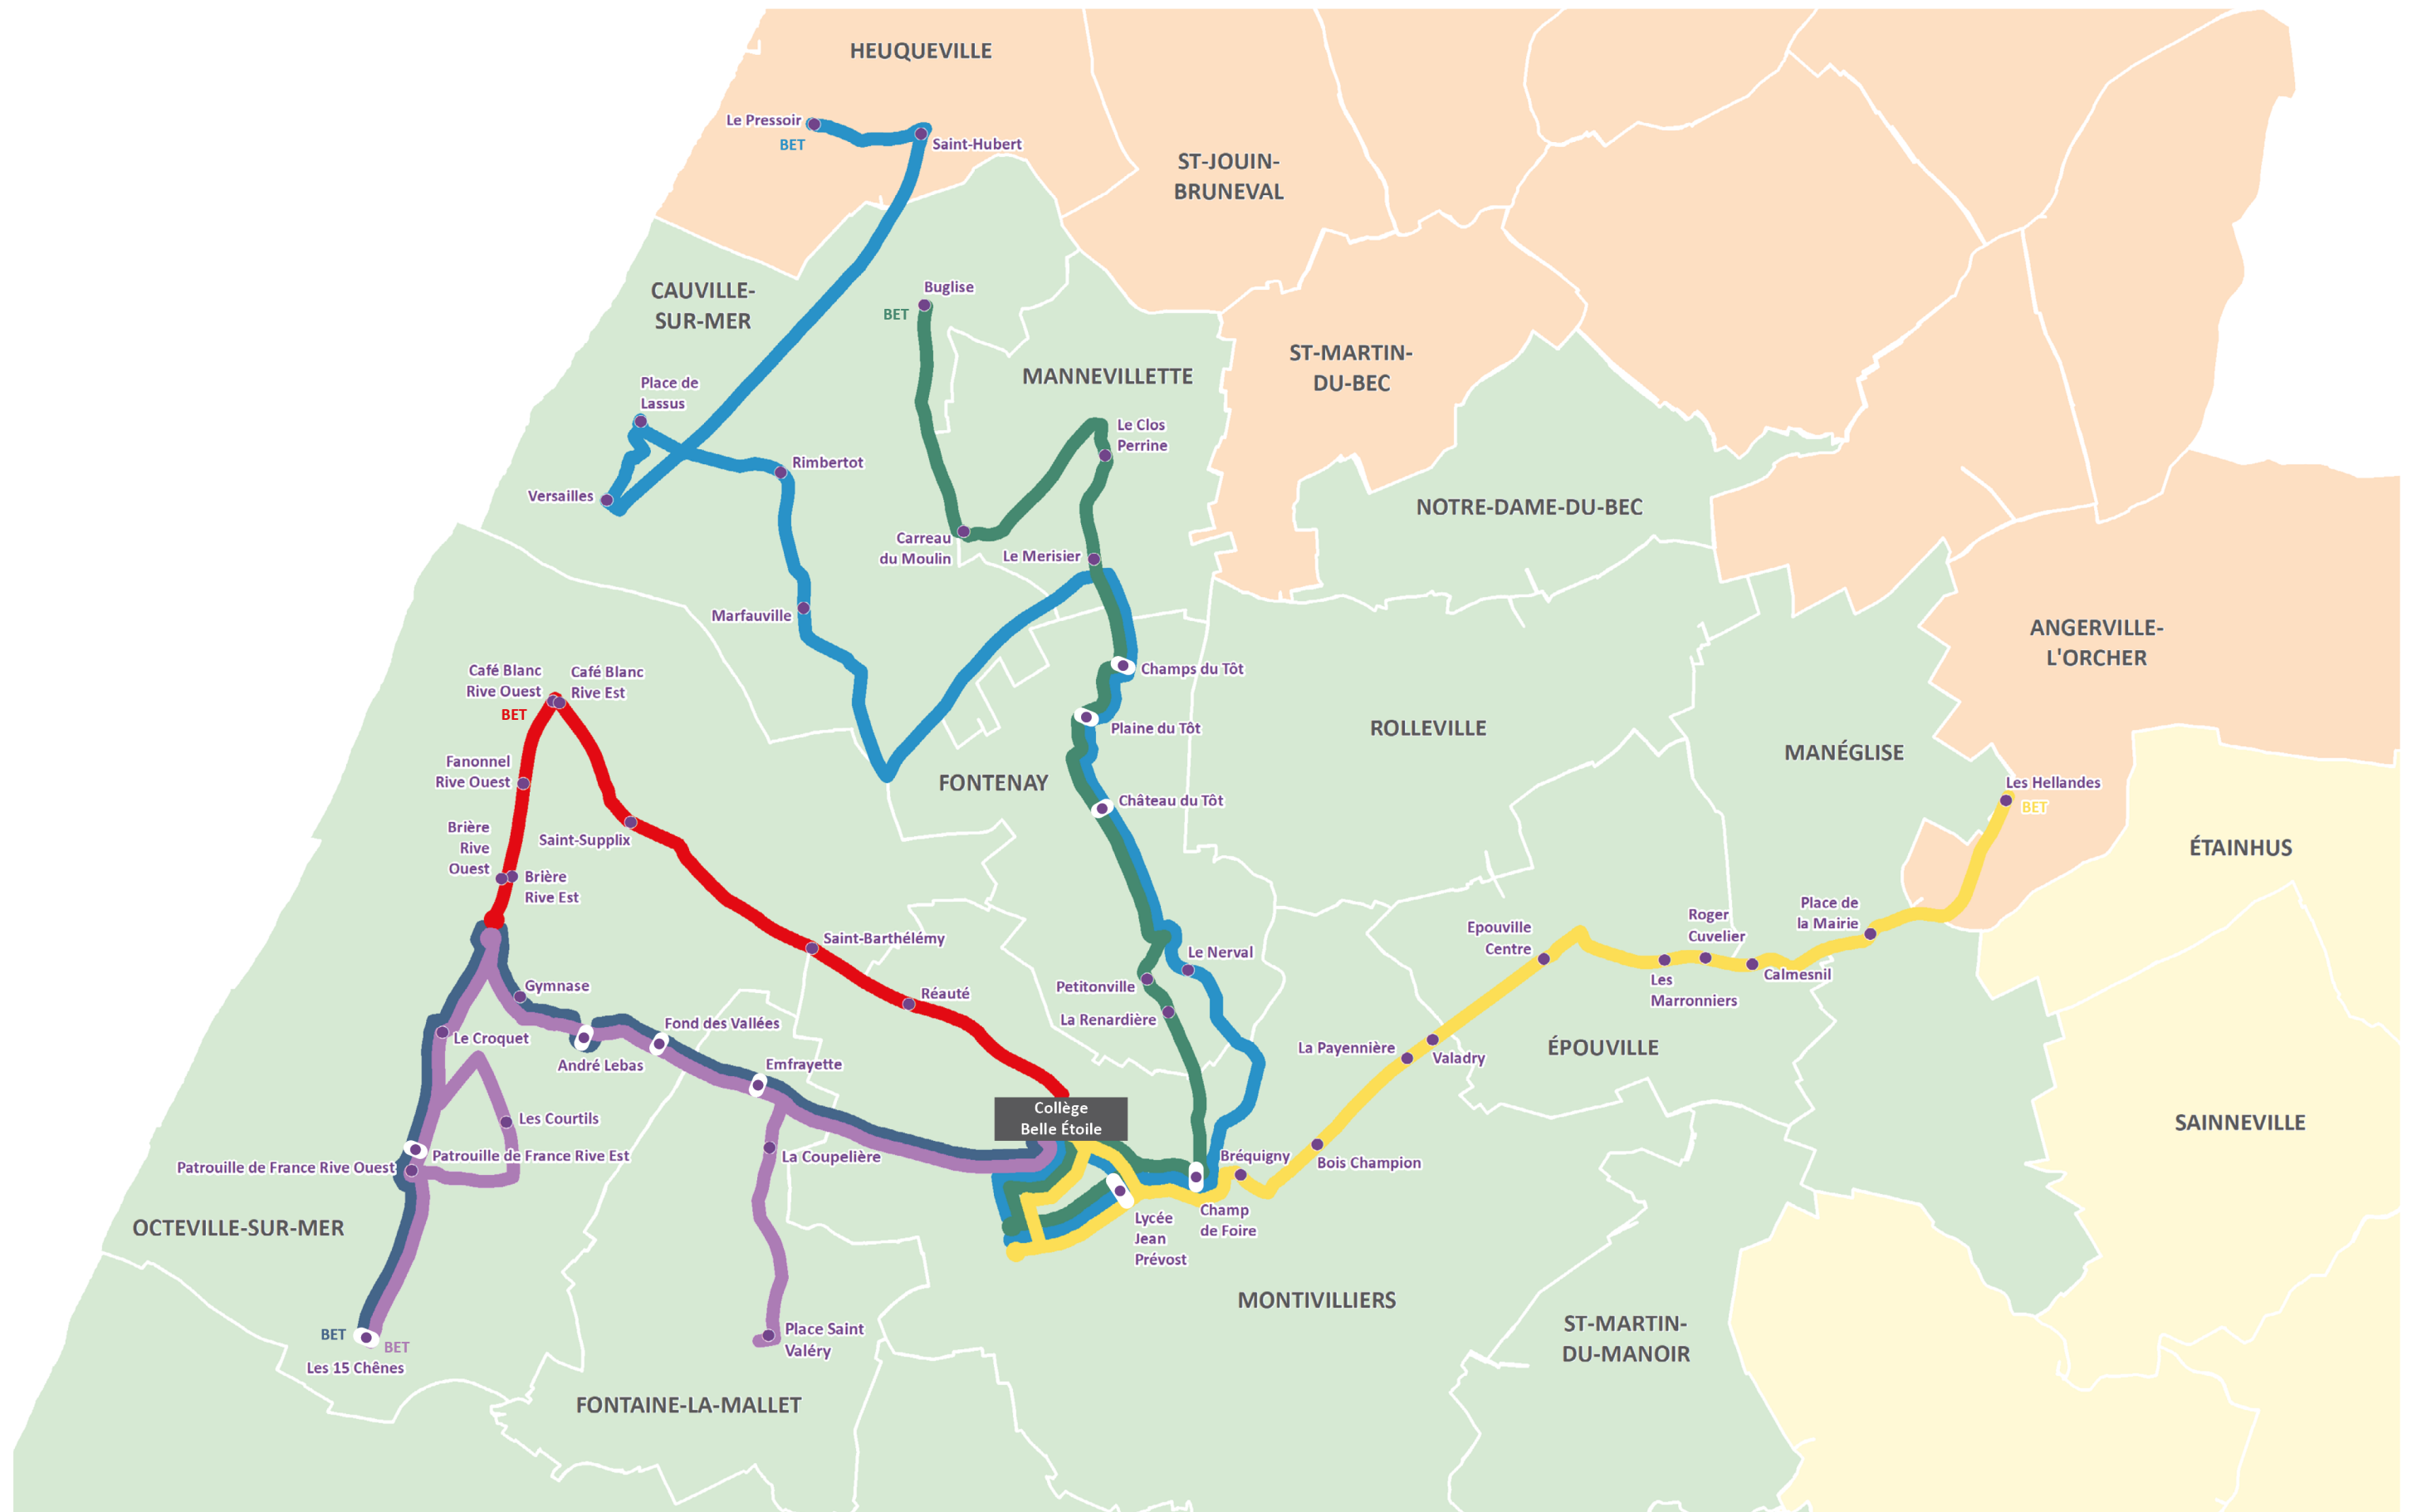 HEUQUEVILLE
Le Pressoir
BET
Saint-Hubert
ST-JOUIN-
BRUNEVAL
CAUVILLE-
SUR-MER
Buglise
BET
MANNEVILLETTE
ST-MARTIN-
DU-BEC
Place de
Lassus
Le Clos
Perrine
Rimbertot
Versailles
NOTRE-DAME-DU-BEC
Carreau
du Moulin
Le Merisier
Marfauville
ANGERVILLE-
L'ORCHER
Café Blanc
Rive Ouest
BET
Café Blanc
Rive Est
Champs du Tôt
Plaine du Tôt
ROLLEVILLE
MANÉGLISE
Fanonnel
Rive Ouest
FONTENAY
Château du Tôt
Les Hellandes
BET
Brière
Rive
Ouest
Saint-Supplix
ÉTAINHUS
Brière
Rive Est
Saint-Barthélémy
Le Nerval
Epouville
Centre
Roger
Cuvelier
Place de
la Mairie
Gymnase
Réauté
Petitonville
Les
Marronniers
Calmesnil
Le Croquet
Fond des Vallées
La Renardière
André Lebas
Emfrayette
La Payennière
Valadry
ÉPOUVILLE
Les Courtils
Collège
Belle Étoile
SAINNEVILLE
Patrouille de France Rive Ouest
Patrouille de France Rive Est
La Coupelière
Bréquigny
Bois Champion
OCTEVILLE-SUR-MER
Lycée
Jean
Prévost
Champ
de Foire
MONTIVILLIERS
BET
BET
Les 15 Chênes
Place Saint
Valéry
ST-MARTIN-
DU-MANOIR
FONTAINE-LA-MALLET